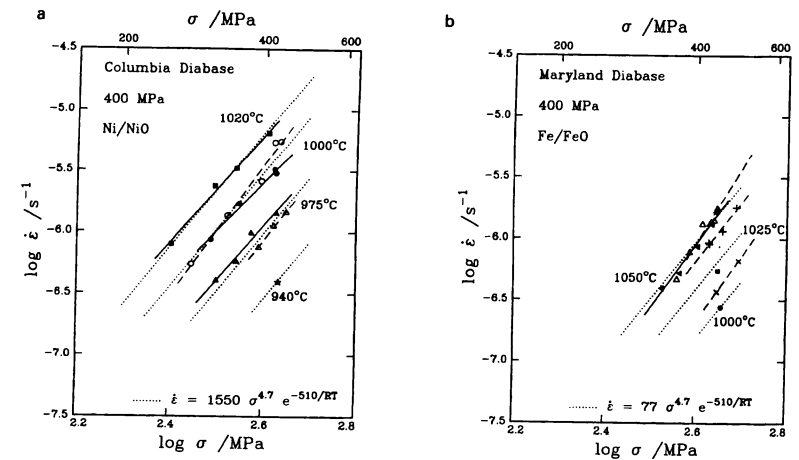 a
σ /MPa
200 400 600
-4.5
Columbia Diabase
400 MPa
Ni/NiO
-5.0
1020°C
1000°C
-5.5
975°C
-6.0
940°C
-6.5
-7.0
-7.5
log ε̇ /s⁻¹
ε̇ = 1550 σ^4.7 e^-510/RT
2.2 2.4 2.6 2.8
log σ /MPa
b
σ /MPa
200 400 600
-4.5
Maryland Diabase
400 MPa
Fe/FeO
-5.0
-5.5
-6.0
1025°C
1050°C
-6.5
1000°C
-7.0
-7.5
log ε̇ /s⁻¹
ε̇ = 77 σ^4.7 e^-510/RT
2.2 2.4 2.6 2.8
log σ /MPa